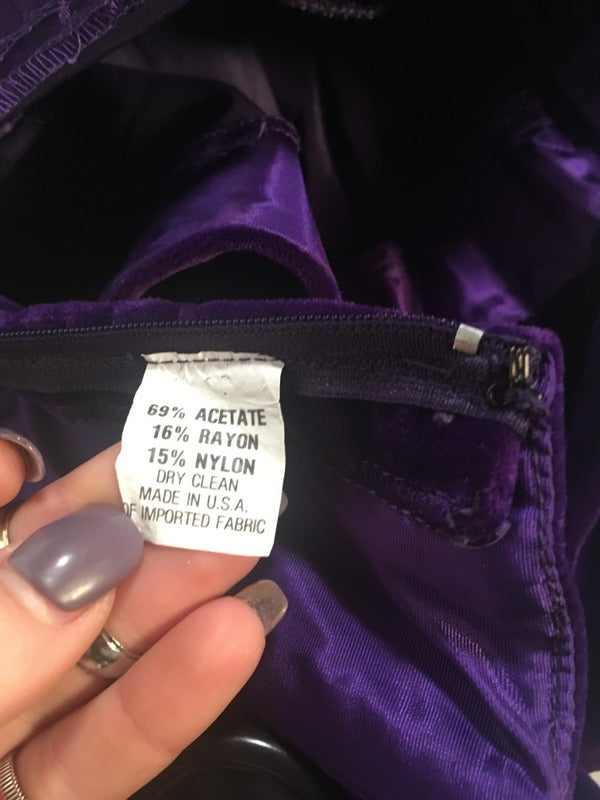 69% ACETATE
16% RAYON
15% NYLON
DRY CLEAN
MADE IN U.S.A.
OF IMPORTED FABRIC